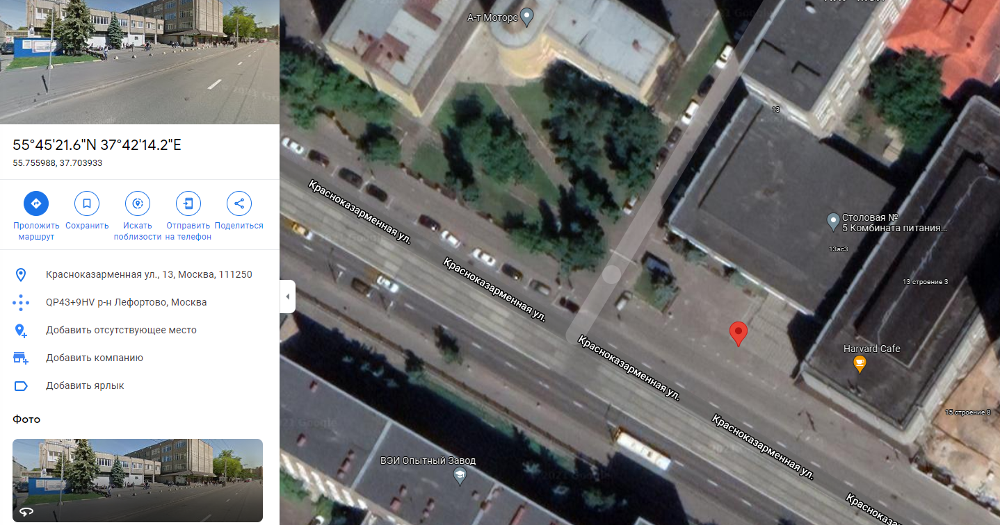 55°45'21.6"N 37°42'14.2"E
55.755988, 37.703933
Проложить
маршрут
Сохранить
Искать
поблизости
Отправить
на телефон
Поделиться
Красноказарменная ул., 13, Москва, 111250
QP43+9HV р-н Лефортово, Москва
Добавить отсутствующее место
Добавить компанию
Добавить ярлык
Фото
А-т Моторс
13
Красноказарменная ул.
Столовая №
5 Комбината питания...
13ас3
Красноказарменная ул.
13 строение 3
Красноказарменная ул.
Harvard Cafe
15 строение 8
Красноказарменная ул.
ВЭИ Опытный Завод
Красноказ